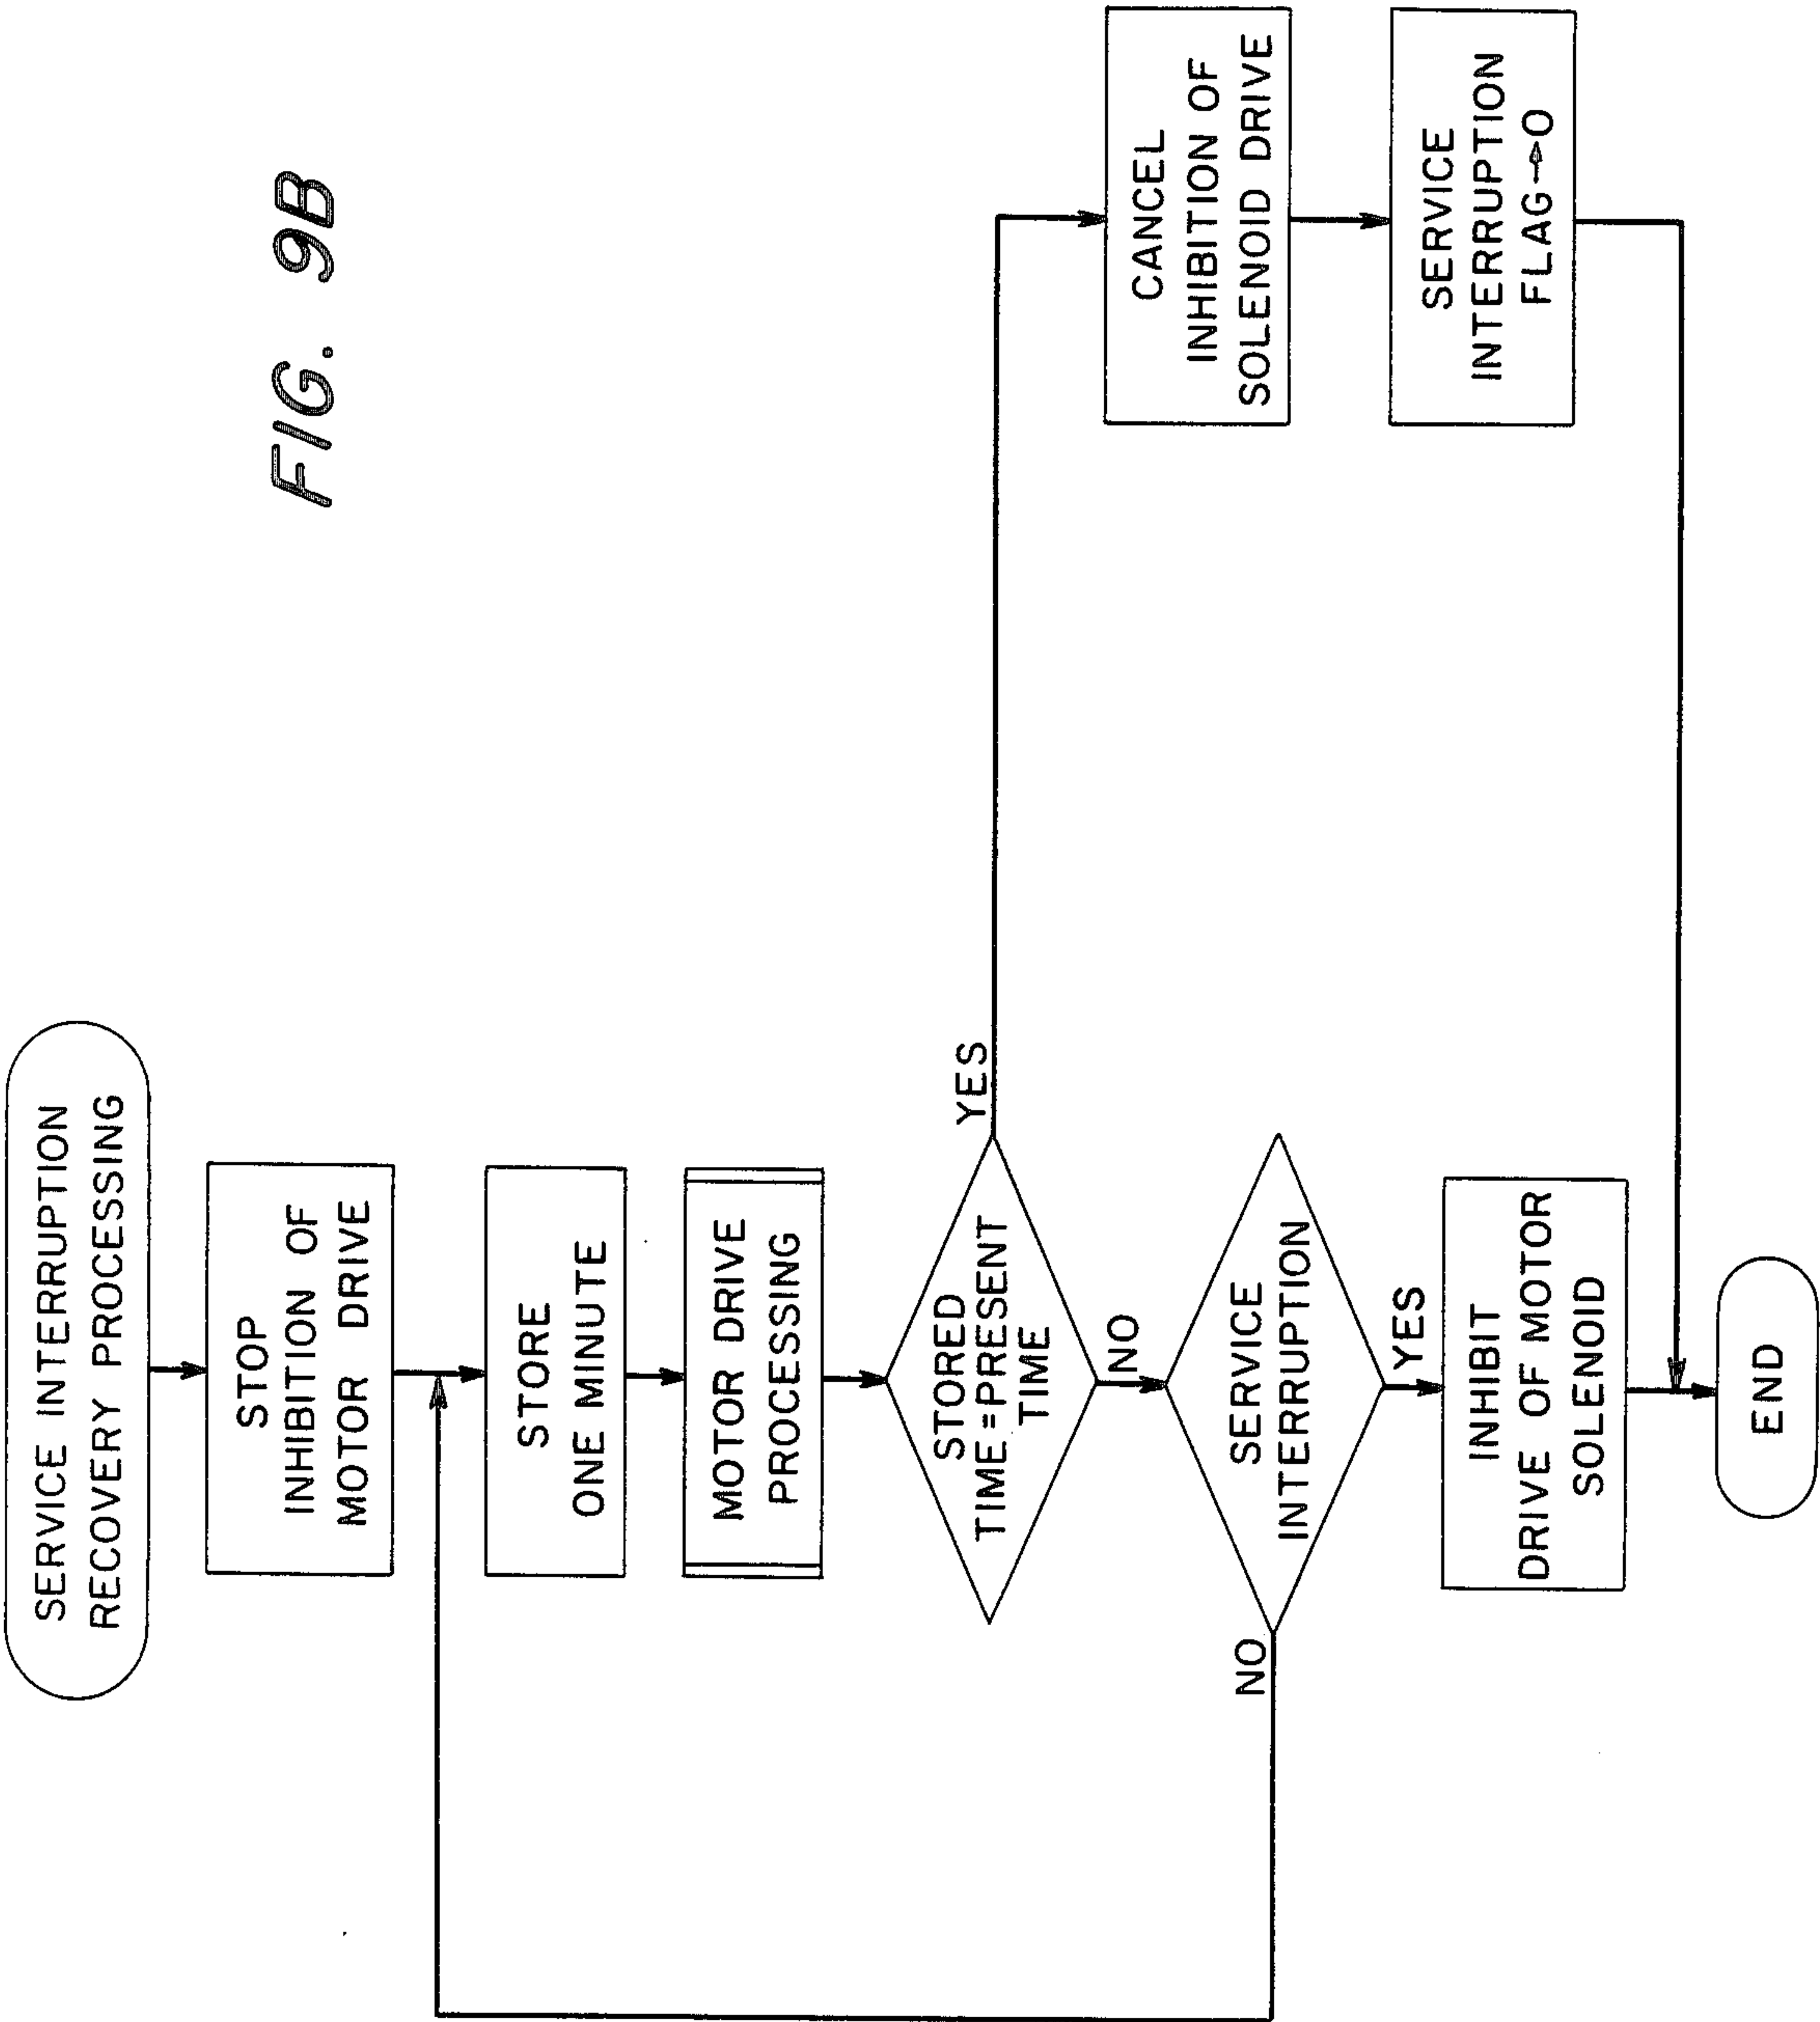 FIG. 9B
SERVICE INTERRUPTION
RECOVERY PROCESSING
STOP
INHIBITION OF
MOTOR DRIVE
STORE
ONE MINUTE
MOTOR DRIVE
PROCESSING
STORED
TIME=PRESENT
TIME
YES
NO
CANCEL
INHIBITION OF
SOLENOID DRIVE
SERVICE
INTERRUPTION
FLAG→0
SERVICE
INTERRUPTION
NO
YES
INHIBIT
DRIVE OF MOTOR
SOLENOID
END